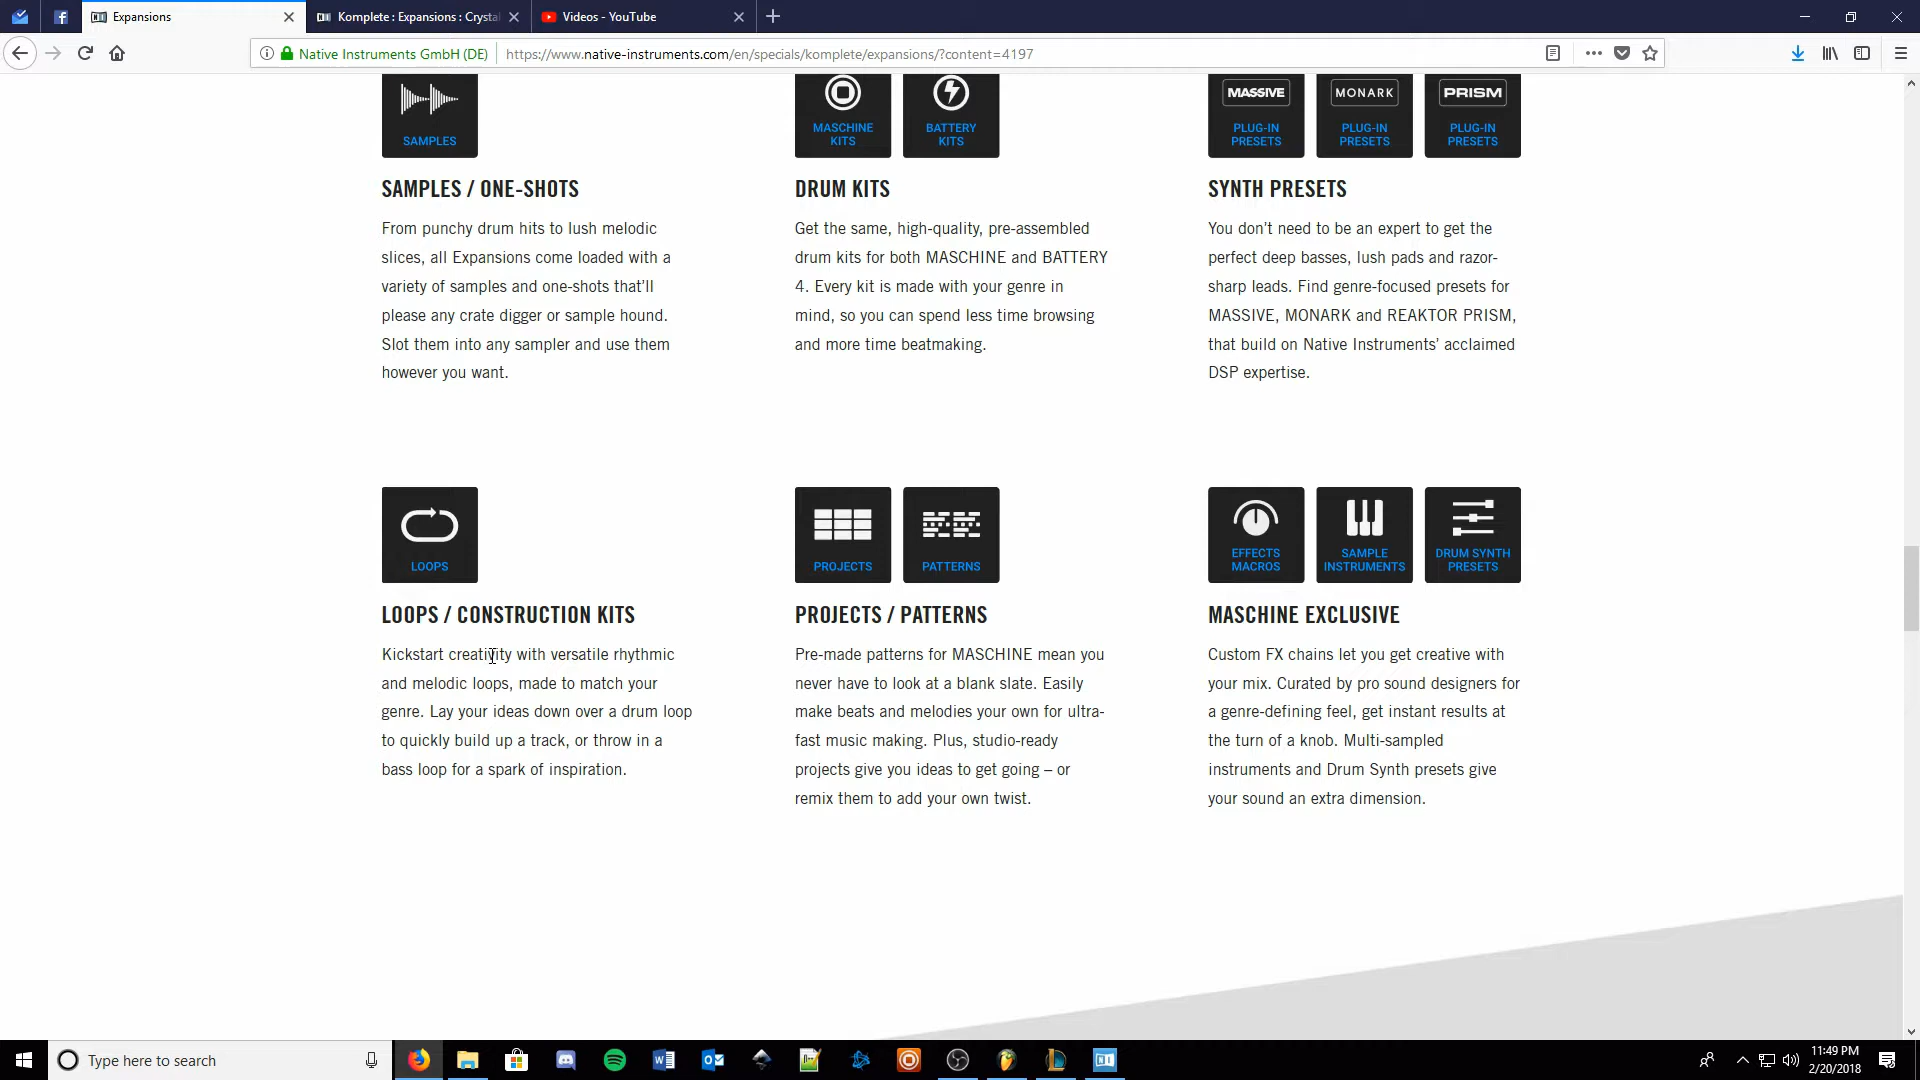 Expansions
Komplete : Expansions : Crystal
Videos - YouTube
Native Instruments GmbH (DE)
https://www.native-instruments.com/en/specials/komplete/expansions/?content=4197
SAMPLES
MASCHINE
KITS
BATTERY
KITS
MASSIVE
PLUG-IN
PRESETS
MONARK
PLUG-IN
PRESETS
PRISM
PLUG-IN
PRESETS
SAMPLES / ONE-SHOTS
From punchy drum hits to lush melodic
slices, all Expansions come loaded with a
variety of samples and one-shots that’ll
please any crate digger or sample hound.
Slot them into any sampler and use them
however you want.
DRUM KITS
Get the same, high-quality, pre-assembled
drum kits for both MASCHINE and BATTERY
4. Every kit is made with your genre in
mind, so you can spend less time browsing
and more time beatmaking.
SYNTH PRESETS
You don’t need to be an expert to get the
perfect deep basses, lush pads and razor-
sharp leads. Find genre-focused presets for
MASSIVE, MONARK and REAKTOR PRISM,
that build on Native Instruments’ acclaimed
DSP expertise.
LOOPS
PROJECTS
PATTERNS
EFFECTS
MACROS
SAMPLE
INSTRUMENTS
DRUM SYNTH
PRESETS
LOOPS / CONSTRUCTION KITS
Kickstart creativity with versatile rhythmic
and melodic loops, made to match your
genre. Lay your ideas down over a drum loop
to quickly build up a track, or throw in a
bass loop for a spark of inspiration.
PROJECTS / PATTERNS
Pre-made patterns for MASCHINE mean you
never have to look at a blank slate. Easily
make beats and melodies your own for ultra-
fast music making. Plus, studio-ready
projects give you ideas to get going – or
remix them to add your own twist.
MASCHINE EXCLUSIVE
Custom FX chains let you get creative with
your mix. Curated by pro sound designers for
a genre-defining feel, get instant results at
the turn of a knob. Multi-sampled
instruments and Drum Synth presets give
your sound an extra dimension.
Type here to search
11:49 PM
2/20/2018